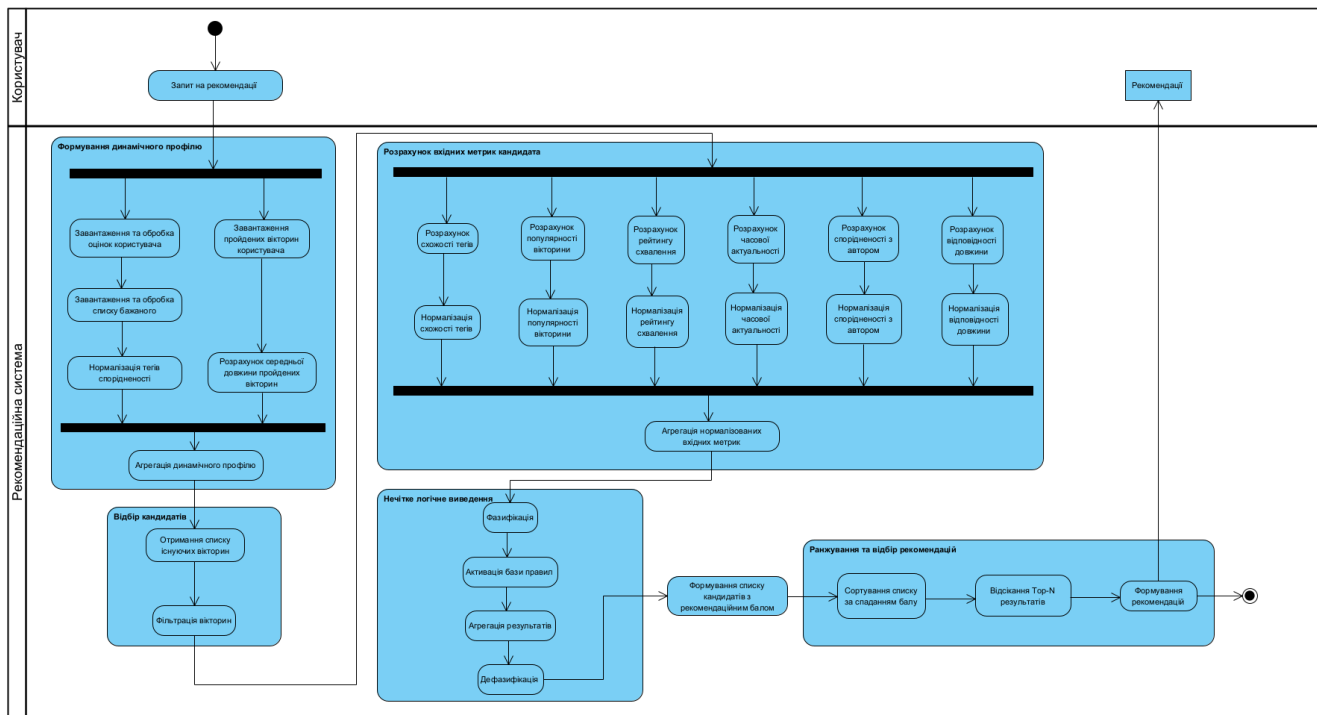 Користувач
Запит на рекомендації
Рекомендації
Рекомендаційна система
Формування динамічного профілю
Завантаження та обробка
оцінок користувача
Завантаження
пройдених вікторин
користувача
Завантаження та обробка
списку бажаного
Нормалізація тегів
спорідненості
Розрахунок середньої
довжини пройдених
вікторин
Агрегація динамічного профілю
Відбір кандидатів
Отримання списку
існуючих вікторин
Фільтрація вікторин
Розрахунок вхідних метрик кандидата
Розрахунок
схожості тегів
Розрахунок
популярності
вікторини
Розрахунок
рейтингу
схвалення
Розрахунок
часової
актуальності
Розрахунок
спорідненості з
автором
Розрахунок
відповідності
довжини
Нормалізація
схожості тегів
Нормалізація
популярності
вікторини
Нормалізація
рейтингу
схвалення
Нормалізація
часової
актуальності
Нормалізація
спорідненості з
автором
Нормалізація
відповідності
довжини
Агрегація нормалізованих
вхідних метрик
Нечітке логічне виведення
Фазифікація
Активація бази правил
Агрегація результатів
Дефазифікація
Формування списку
кандидатів з
рекомендаційним балом
Ранжування та відбір рекомендацій
Сортування списку
за спаданням балу
Відсікання Top-N
результатів
Формування
рекомендацій